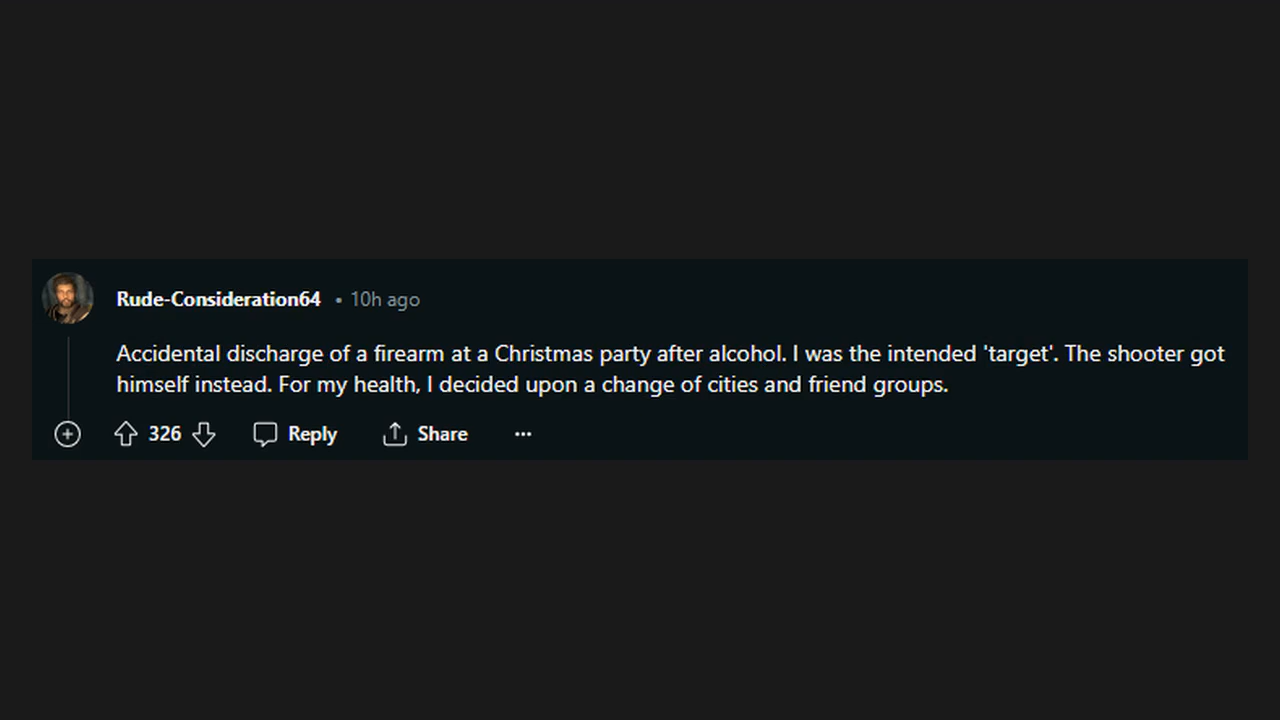 Rude-Consideration64 • 10h ago
Accidental discharge of a firearm at a Christmas party after alcohol. I was the intended 'target'. The shooter got
himself instead. For my health, I decided upon a change of cities and friend groups.
326 Reply Share ···